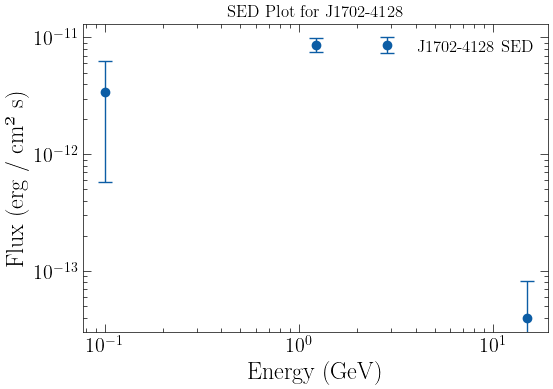 SED Plot for J1702-4128
J1702-4128 SED
Flux (erg / cm² s)
10⁻¹¹
10⁻¹²
10⁻¹³
10⁻¹
10⁰
10¹
Energy (GeV)